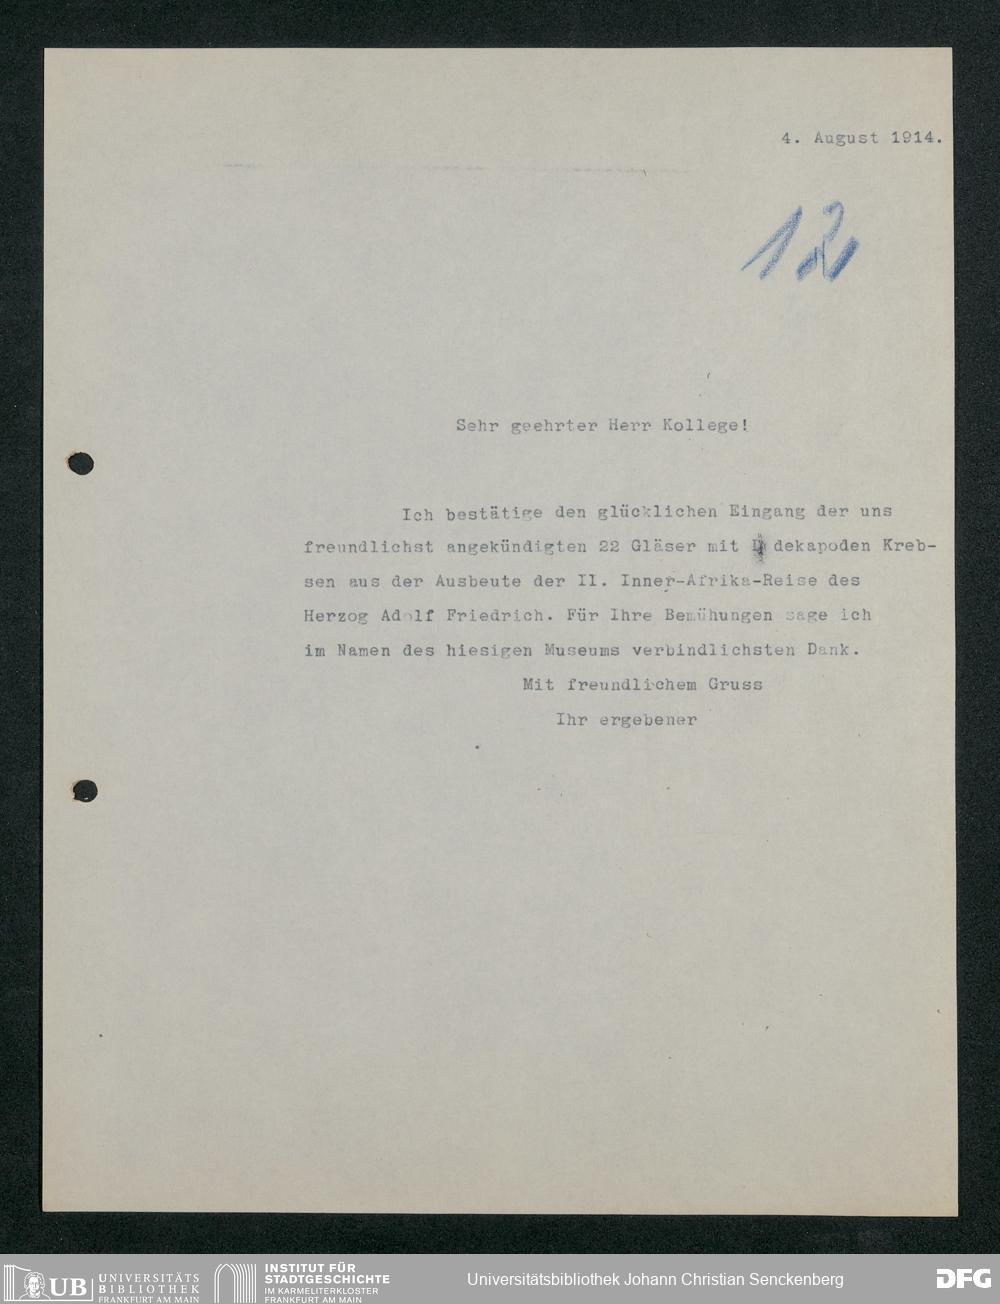 4. August 1914.
12
Sehr geehrter Herr Kollege!
Ich bestätige den glücklichen Eingang der uns
freundlichst angekündigten 22 Gläser mit dekapoden Kreb-
sen aus der Ausbeute der II. Inner-Afrika-Reise des
Herzog Adolf Friedrich. Für Ihre Bemühungen sage ich
im Namen des hiesigen Museums verbindlichsten Dank.
Mit freundlichem Gruss
Ihr ergebener
UB UNIVERSITÄTS
BIBLIOTHEK
FRANKFURT AM MAIN
INSTITUT FÜR
STADTGESCHICHTE
IM KARMELITERKLOSTER
FRANKFURT AM MAIN
Universitätsbibliothek Johann Christian Senckenberg
DFG